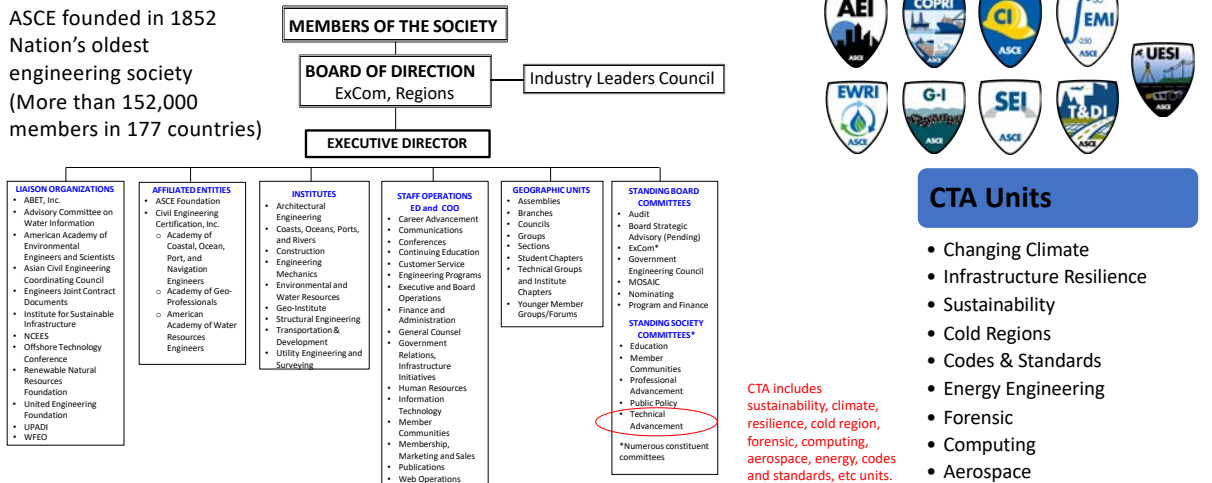 ASCE founded in 1852
Nation’s oldest
engineering society
(More than 152,000
members in 177 countries)
MEMBERS OF THE SOCIETY
BOARD OF DIRECTION
ExCom, Regions
Industry Leaders Council
EXECUTIVE DIRECTOR
LIAISON ORGANIZATIONS
• ABET, Inc.
• Advisory Committee on
Water Information
• American Academy of
Environmental
Engineers and Scientists
• Asian Civil Engineering
Coordinating Council
• Engineers Joint Contract
Documents
• Institute for Sustainable
Infrastructure
• NCEES
• Offshore Technology
Conference
• Renewable Natural
Resources
Foundation
• United Engineering
Foundation
• UPADI
• WFEO
AFFILIATED ENTITIES
• ASCE Foundation
• Civil Engineering
Certification, Inc.
o Academy of
Coastal, Ocean,
Port, and
Navigation
Engineers
o Academy of Geo-
Professionals
o American
Academy of Water
Resources
Engineers
INSTITUTES
• Architectural
Engineering
• Coasts, Oceans, Ports,
and Rivers
• Construction
• Engineering
Mechanics
• Environmental and
Water Resources
• Geo-Institute
• Structural Engineering
• Transportation &
Development
• Utility Engineering and
Surveying
STAFF OPERATIONS
ED and COO
• Career Advancement
• Communications
• Conferences
• Continuing Education
• Customer Service
• Engineering Programs
• Executive and Board
Operations
• Finance and
Administration
• General Counsel
• Government
Relations,
Infrastructure
Initiatives
• Human Resources
• Information
Technology
• Member
Communities
• Membership,
Marketing and Sales
• Publications
• Web Operations
GEOGRAPHIC UNITS
• Assemblies
• Branches
• Councils
• Groups
• Sections
• Student Chapters
• Technical Groups
and Institute
Chapters
• Younger Member
Groups/Forums
STANDING BOARD
COMMITTEES
• Audit
• Board Strategic
Advisory (Pending)
• ExCom*
• Government
Engineering Council
• MOSAIC
• Nominating
• Program and Finance
STANDING SOCIETY
COMMITTEES*
• Education
• Member
Communities
• Professional
Advancement
• Public Policy
• Technical
Advancement
*Numerous constituent
committees
CTA includes
sustainability, climate,
resilience, cold region,
forensic, computing,
aerospace, energy, codes
and standards, etc units.
AEI
ASCE
COPRI
ASCE
CI
ASCE
EMI
ASCE
UESI
ASCE
EWRI
ASCE
G-I
ASCE
SEI
ASCE
T&DI
ASCE
CTA Units
• Changing Climate
• Infrastructure Resilience
• Sustainability
• Cold Regions
• Codes & Standards
• Energy Engineering
• Forensic
• Computing
• Aerospace